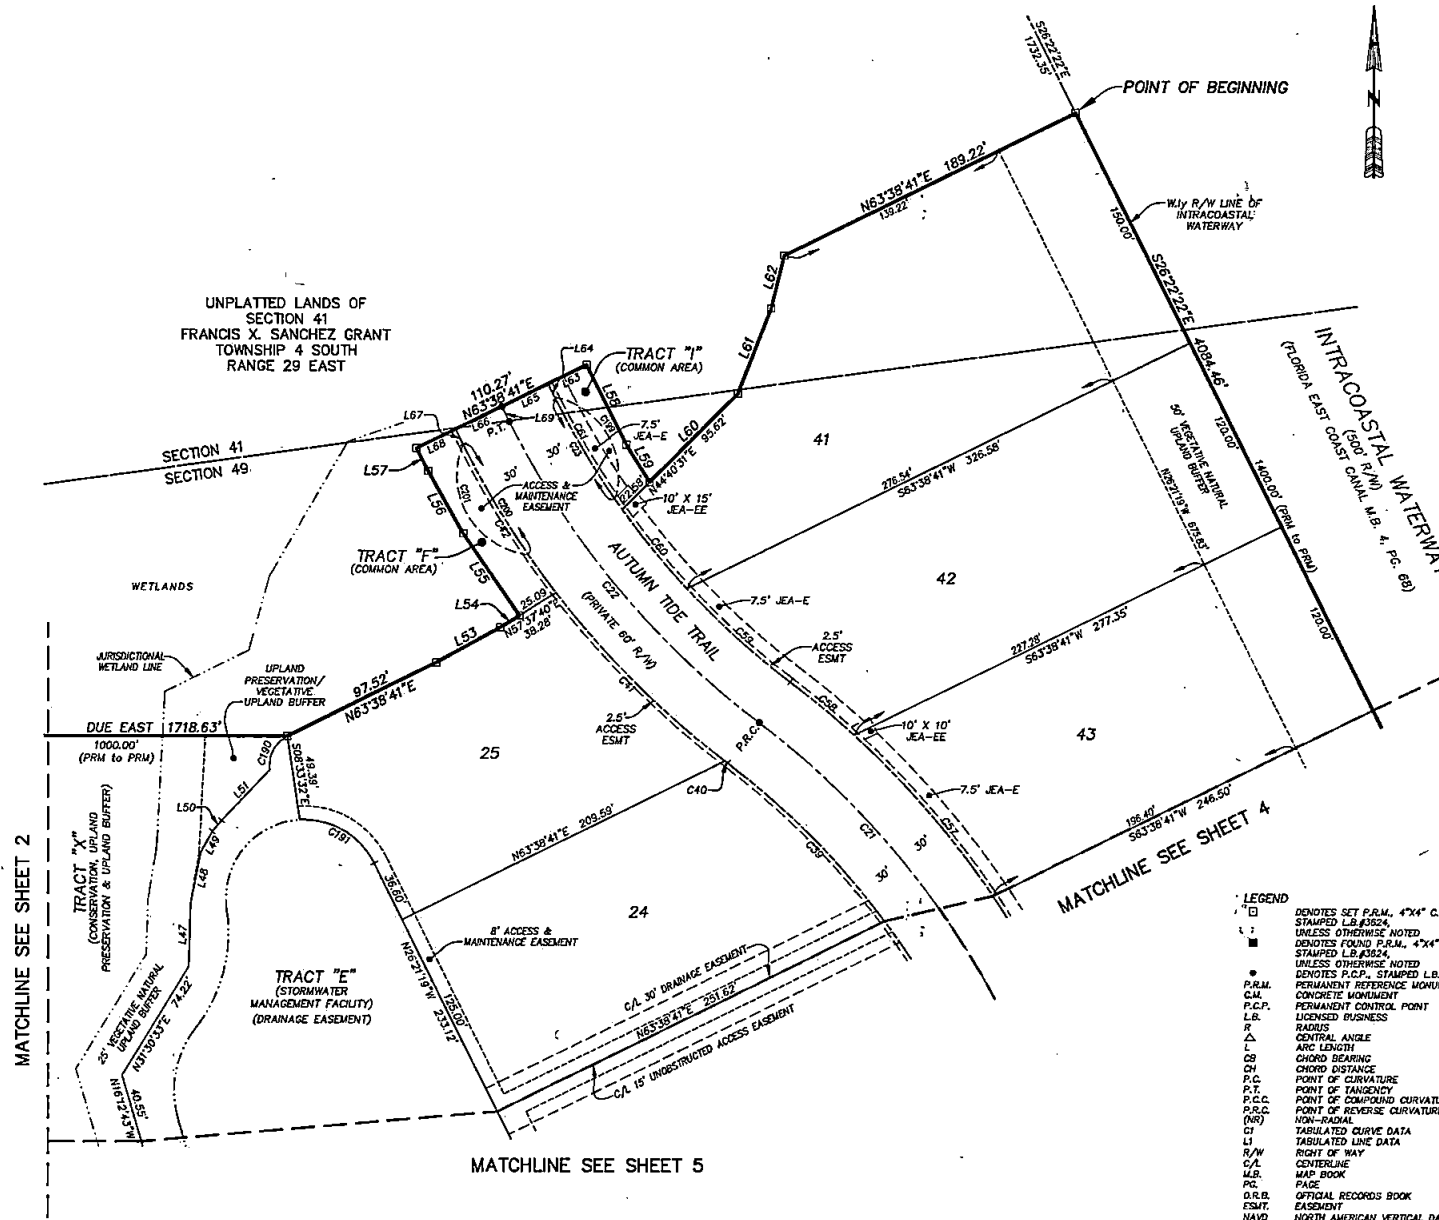 S26°22'22"E
1732.35'
POINT OF BEGINNING
N
N63°38'41"E 189.22'
139.22'
150.00'
W.ly R/W LINE OF
INTRACOASTAL
WATERWAY
S26°22'22"E
4084.46'
L62
L61
UNPLATTED LANDS OF
SECTION 41
FRANCIS X. SANCHEZ GRANT
TOWNSHIP 4 SOUTH
RANGE 29 EAST
INTRACOASTAL WATERWAY
(500' R/W)
(FLORIDA EAST COAST CANAL M.B. 4, PG. 68)
L64
TRACT "I"
(COMMON AREA)
110.27'
N63°38'41"E
L63
L65
L58
L67
L66
L69
P.T.
L68
7.5'
JEA-E
C199
C61
C63
L60
N44°40'31"E 95.62'
SECTION 41
SECTION 49
L57
L59
30'
30'
41
50' VEGETATIVE NATURAL
UPLAND BUFFER
120.00'
1400.00' (PRM to PRM)
276.54'
S63°38'41"W 326.58'
22.58'
10' X 15'
JEA-EE
ACCESS &
MAINTENANCE
EASEMENT
L56
C201
C200
C42
N26°21'19"W 675.83'
TRACT "F"
(COMMON AREA)
L55
C60
AUTUMN TIDE TRAIL
(PRIVATE 60' R/W)
C22
42
WETLANDS
L54
25.09'
N57°37'40"E
38.28'
7.5' JEA-E
C59
2.5'
ACCESS
ESMT
227.28'
S63°38'41"W 277.35'
120.00'
L53
JURISDICTIONAL
WETLAND LINE
UPLAND
PRESERVATION/
VEGETATIVE
UPLAND BUFFER
97.52'
N63°38'41"E
C41
C58
2.5'
ACCESS
ESMT
P.R.C.
10' X 10'
JEA-EE
43
DUE EAST 1718.63'
1000.00'
(PRM to PRM)
C190
49.39'
S08°33'32"E
25
C40
7.5' JEA-E
L51
L50
L49
L48
L47
C191
N63°38'41"E 209.59'
C39
C21
30'
30'
C57
196.40'
S63°38'41"W 246.50'
MATCHLINE SEE SHEET 4
MATCHLINE SEE SHEET 2
TRACT "X"
(CONSERVATION, UPLAND
PRESERVATION & UPLAND BUFFER)
36.60'
24
8' ACCESS &
MAINTENANCE EASEMENT
N26°21'19"W 233.12'
125.00'
TRACT "E"
(STORMWATER
MANAGEMENT FACILITY)
(DRAINAGE EASEMENT)
25' VEGETATIVE NATURAL
UPLAND BUFFER
N31°30'33"E 74.22'
N16°12'43"W
40.55'
C/L 30' DRAINAGE EASEMENT
N63°38'41"E 251.62'
C/L 15' UNOBSTRUCTED ACCESS EASEMENT
MATCHLINE SEE SHEET 5
LEGEND
DENOTES SET P.R.M., 4"X4" C.
STAMPED L.B.#3624,
UNLESS OTHERWISE NOTED
DENOTES FOUND P.R.M., 4"X4"
STAMPED L.B.#3624,
UNLESS OTHERWISE NOTED
DENOTES P.C.P., STAMPED L.B.
P.R.M. PERMANENT REFERENCE MONU
C.M. CONCRETE MONUMENT
P.C.P. PERMANENT CONTROL POINT
L.B. LICENSED BUSINESS
R RADIUS
Δ CENTRAL ANGLE
L ARC LENGTH
CB CHORD BEARING
CH CHORD DISTANCE
P.C. POINT OF CURVATURE
P.T. POINT OF TANGENCY
P.C.C. POINT OF COMPOUND CURVATU
P.R.C. POINT OF REVERSE CURVATURE
(NR) NON-RADIAL
C1 TABULATED CURVE DATA
L1 TABULATED LINE DATA
R/W RIGHT OF WAY
C/L CENTERLINE
M.B. MAP BOOK
PG. PAGE
O.R.B. OFFICIAL RECORDS BOOK
ESMT. EASEMENT
NAVD NORTH AMERICAN VERTICAL DA